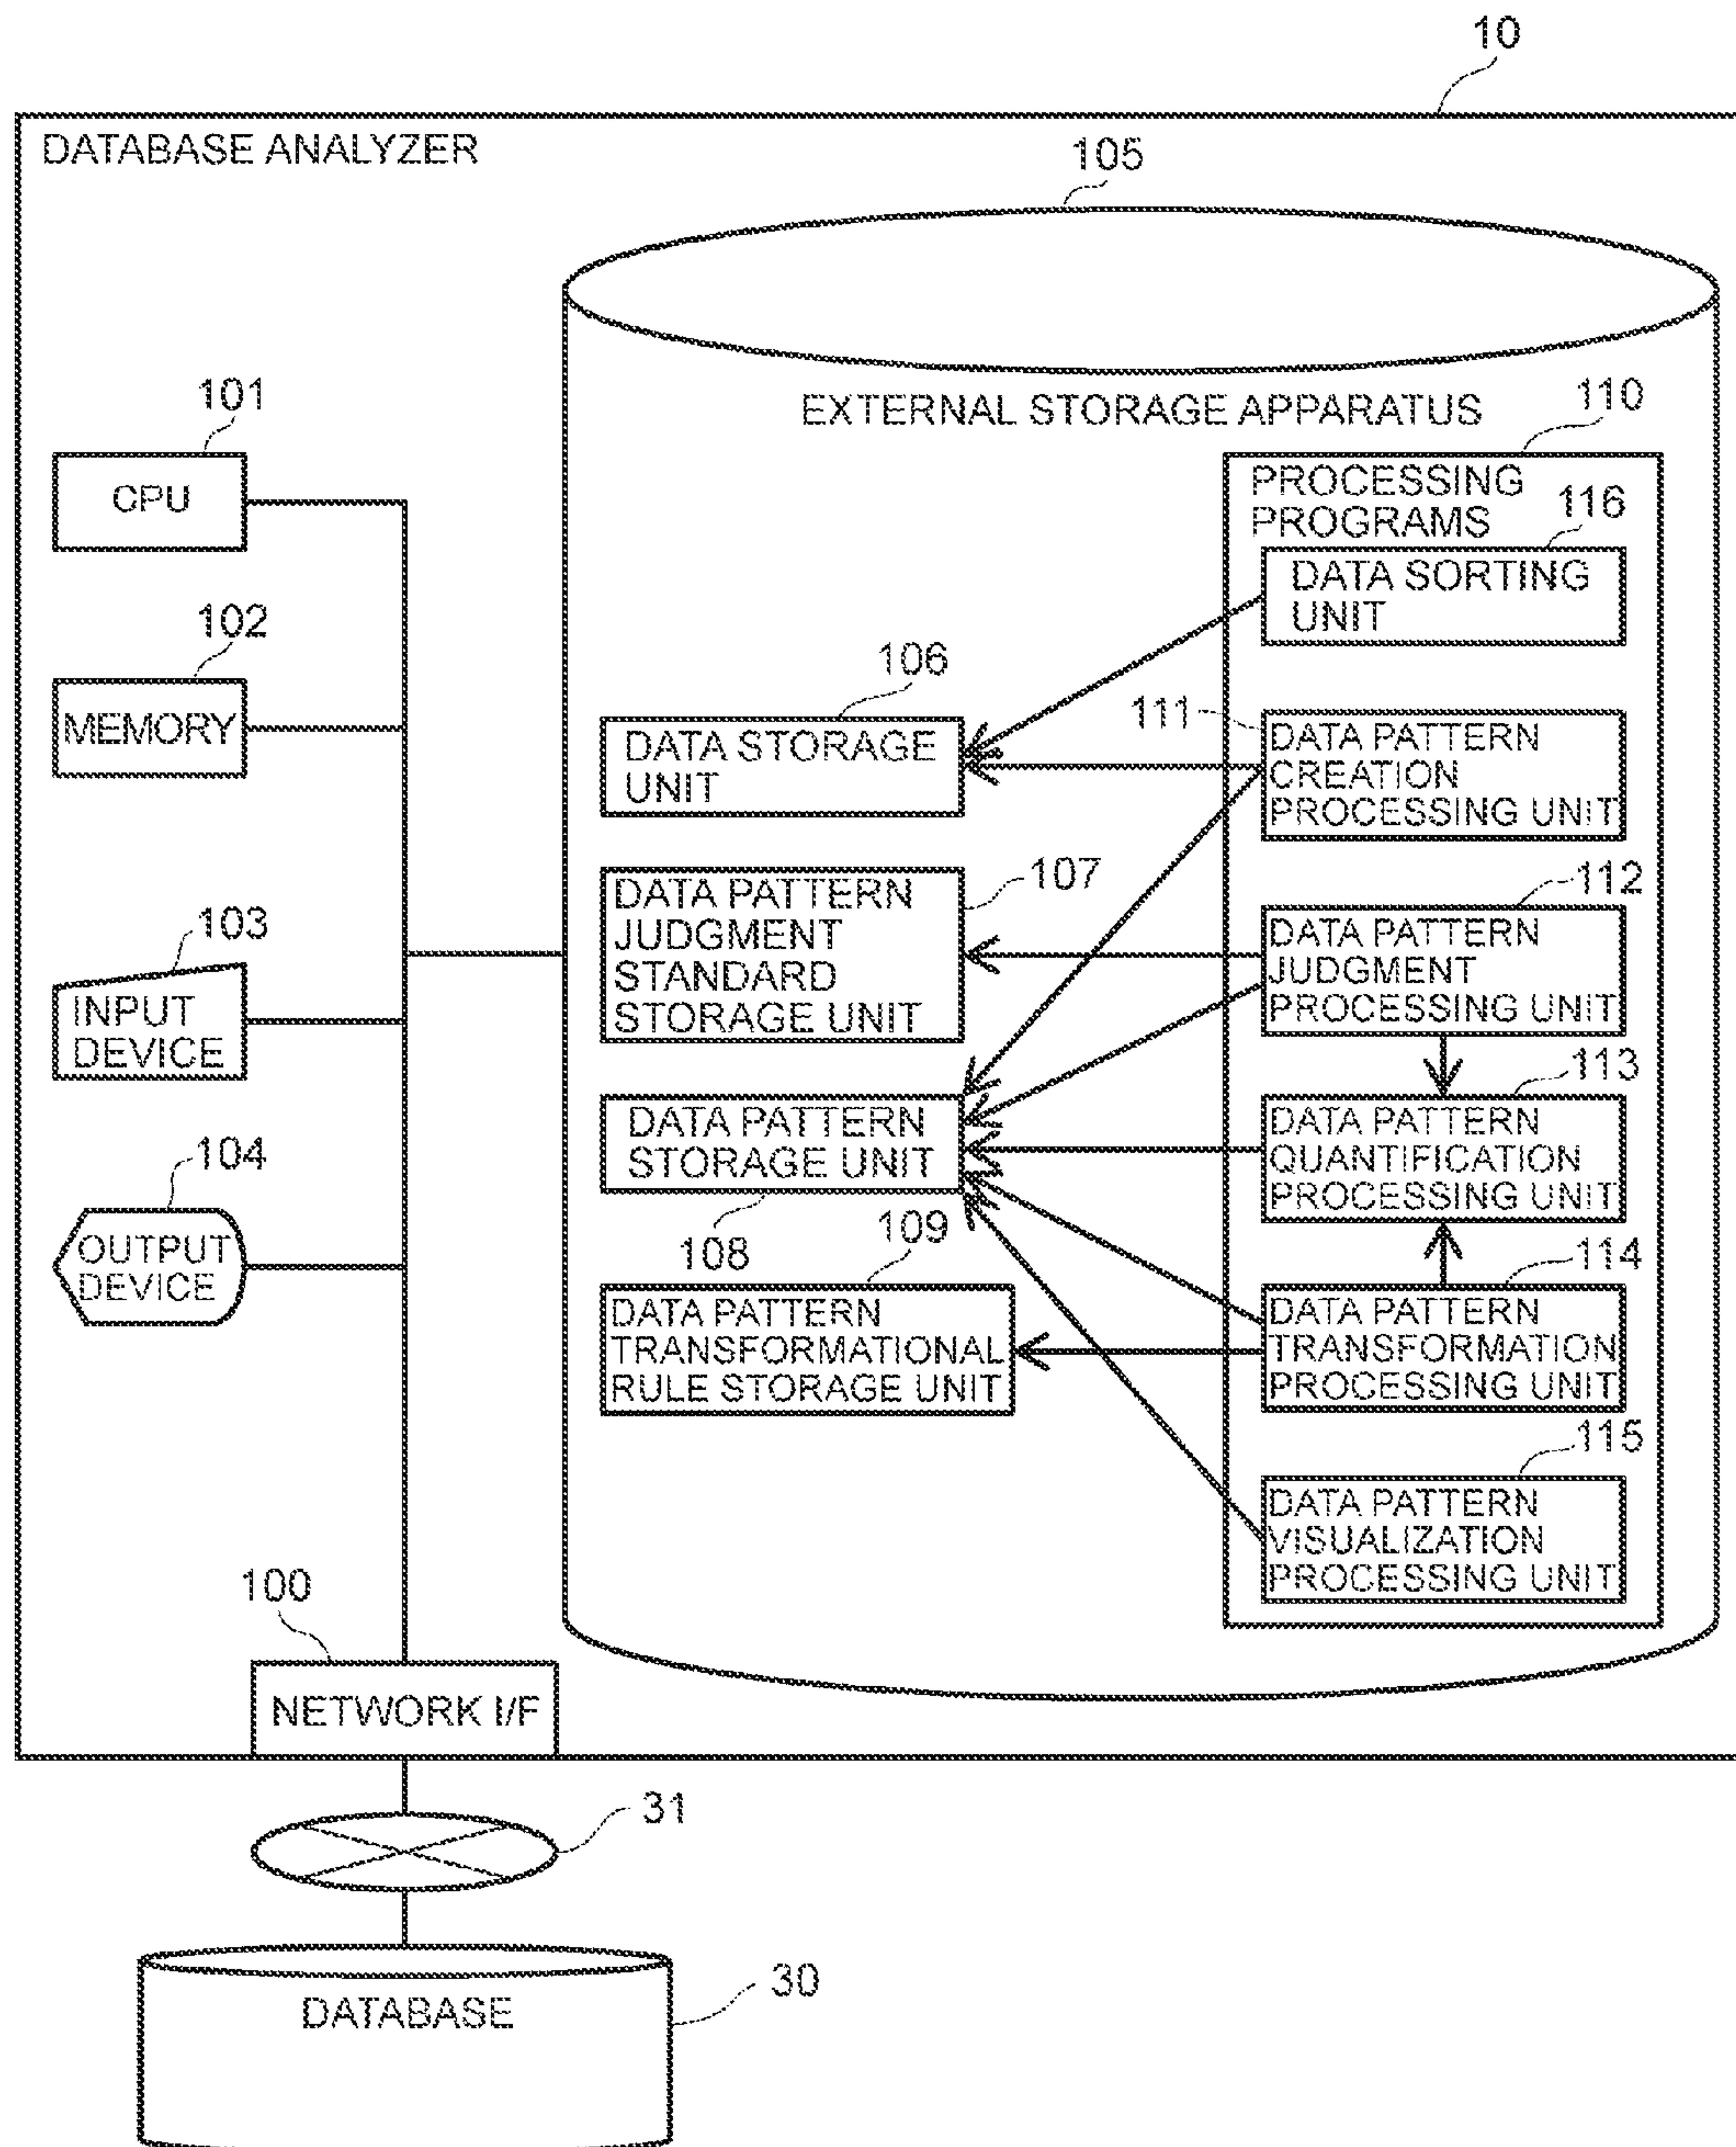 10
DATABASE ANALYZER
105
EXTERNAL STORAGE APPARATUS
101
CPU
102
MEMORY
103
INPUT
DEVICE
104
OUTPUT
DEVICE
106
DATA STORAGE
UNIT
107
DATA PATTERN
JUDGMENT
STANDARD
STORAGE UNIT
DATA PATTERN
STORAGE UNIT
108
109
DATA PATTERN
TRANSFORMATIONAL
RULE STORAGE UNIT
110
PROCESSING
PROGRAMS
116
DATA SORTING
UNIT
111
DATA PATTERN
CREATION
PROCESSING UNIT
112
DATA PATTERN
JUDGMENT
PROCESSING UNIT
113
DATA PATTERN
QUANTIFICATION
PROCESSING UNIT
114
DATA PATTERN
TRANSFORMATION
PROCESSING UNIT
115
DATA PATTERN
VISUALIZATION
PROCESSING UNIT
100
NETWORK I/F
31
30
DATABASE